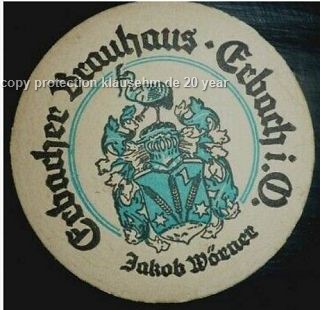 Erbacher Brauhaus · Erbach i. O.
copy protection klausehm.de 20 year
Jakob Wörner